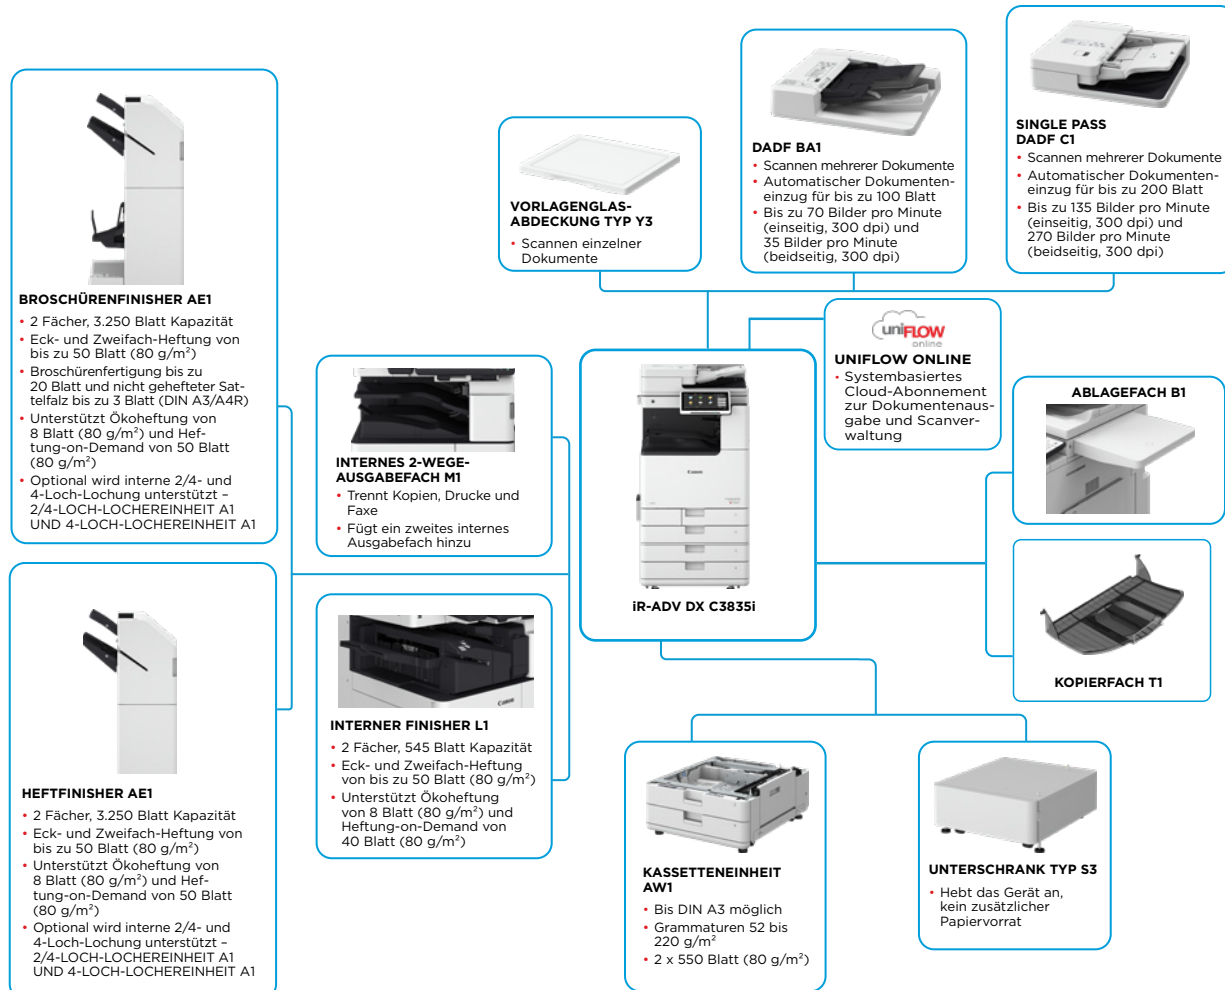 BROSCHÜRENFINISHER AE1
• 2 Fächer, 3.250 Blatt Kapazität
• Eck- und Zweifach-Heftung von
bis zu 50 Blatt (80 g/m²)
• Broschürenfertigung bis zu
20 Blatt und nicht gehefteter Sat-
telfalz bis zu 3 Blatt (DIN A3/A4R)
• Unterstützt Ökoheftung von
8 Blatt (80 g/m²) und Hef-
tung-on-Demand von 50 Blatt
(80 g/m²)
• Optional wird interne 2/4- und
4-Loch-Lochung unterstützt –
2/4-LOCH-LOCHEREINHEIT A1
UND 4-LOCH-LOCHEREINHEIT A1
HEFTFINISHER AE1
• 2 Fächer, 3.250 Blatt Kapazität
• Eck- und Zweifach-Heftung von
bis zu 50 Blatt (80 g/m²)
• Unterstützt Ökoheftung von
8 Blatt (80 g/m²) und Hef-
tung-on-Demand von 50 Blatt
(80 g/m²)
• Optional wird interne 2/4- und
4-Loch-Lochung unterstützt –
2/4-LOCH-LOCHEREINHEIT A1
UND 4-LOCH-LOCHEREINHEIT A1
INTERNES 2-WEGE-
AUSGABEFACH M1
• Trennt Kopien, Drucke und
Faxe
• Fügt ein zweites internes
Ausgabefach hinzu
Canon
INTERNER FINISHER L1
• 2 Fächer, 545 Blatt Kapazität
• Eck- und Zweifach-Heftung
von bis zu 50 Blatt (80 g/m²)
• Unterstützt Ökoheftung
von 8 Blatt (80 g/m²) und
Heftung-on-Demand von
40 Blatt (80 g/m²)
VORLAGENGLAS-
ABDECKUNG TYP Y3
• Scannen einzelner
Dokumente
DADF BA1
• Scannen mehrerer Dokumente
• Automatischer Dokumenten-
einzug für bis zu 100 Blatt
• Bis zu 70 Bilder pro Minute
(einseitig, 300 dpi) und
35 Bilder pro Minute
(beidseitig, 300 dpi)
SINGLE PASS
DADF C1
• Scannen mehrerer Dokumente
• Automatischer Dokumenten-
einzug für bis zu 200 Blatt
• Bis zu 135 Bilder pro Minute
(einseitig, 300 dpi) und
270 Bilder pro Minute
(beidseitig, 300 dpi)
uniFLOW
online
UNIFLOW ONLINE
• Systembasiertes
Cloud-Abonnement
zur Dokumentenaus-
gabe und Scanver-
waltung
Canon
iR-ADV DX C3835i
ABLAGEFACH B1
KOPIERFACH T1
KASSETTENEINHEIT
AW1
• Bis DIN A3 möglich
• Grammaturen 52 bis
220 g/m²
• 2 x 550 Blatt (80 g/m²)
UNTERSCHRANK TYP S3
• Hebt das Gerät an,
kein zusätzlicher
Papiervorrat